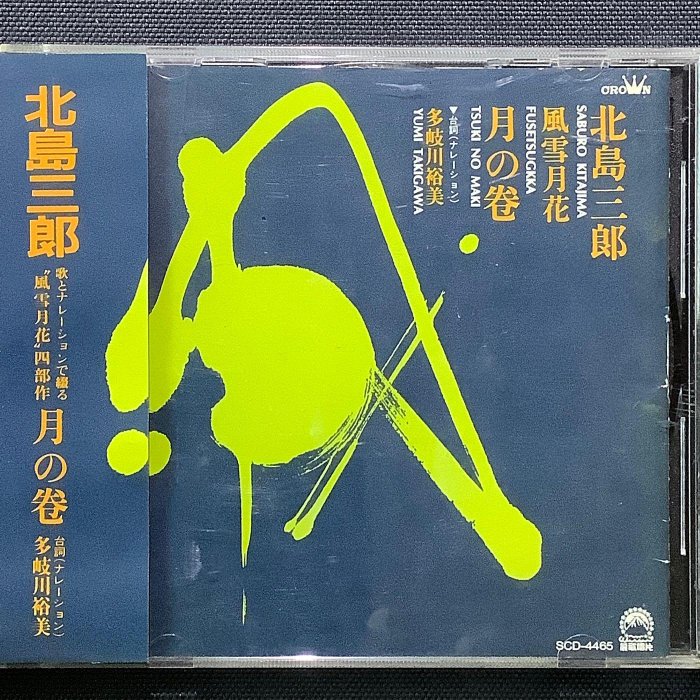 北島三郎
歌とナレーションで綴る
"風雪月花"四部作
月の巻
台詞(ナレーション)
多岐川裕美
CROWN
北島三郎
SABURO KITAJIMA
風雪月花
FUSETSUGKKA
月の巻
TSUKI NO MAKI
▼台詞(ナレーション)
多岐川裕美
YUMI TAKIGAWA
SCD-4465